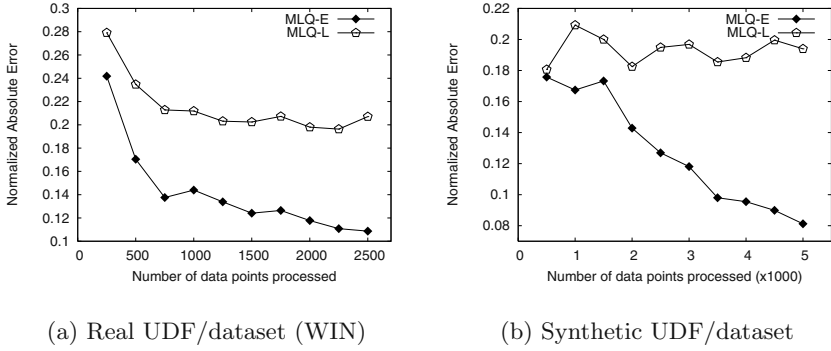 0.3
0.28
0.26
0.24
0.22
0.2
0.18
0.16
0.14
0.12
0.1
Normalized Absolute Error
MLQ-E
MLQ-L
0 500 1000 1500 2000 2500
Number of data points processed
(a) Real UDF/dataset (WIN)
0.22
0.2
0.18
0.16
0.14
0.12
0.1
0.08
Normalized Absolute Error
MLQ-E
MLQ-L
0 1 2 3 4 5
Number of data points processed (x1000)
(b) Synthetic UDF/dataset